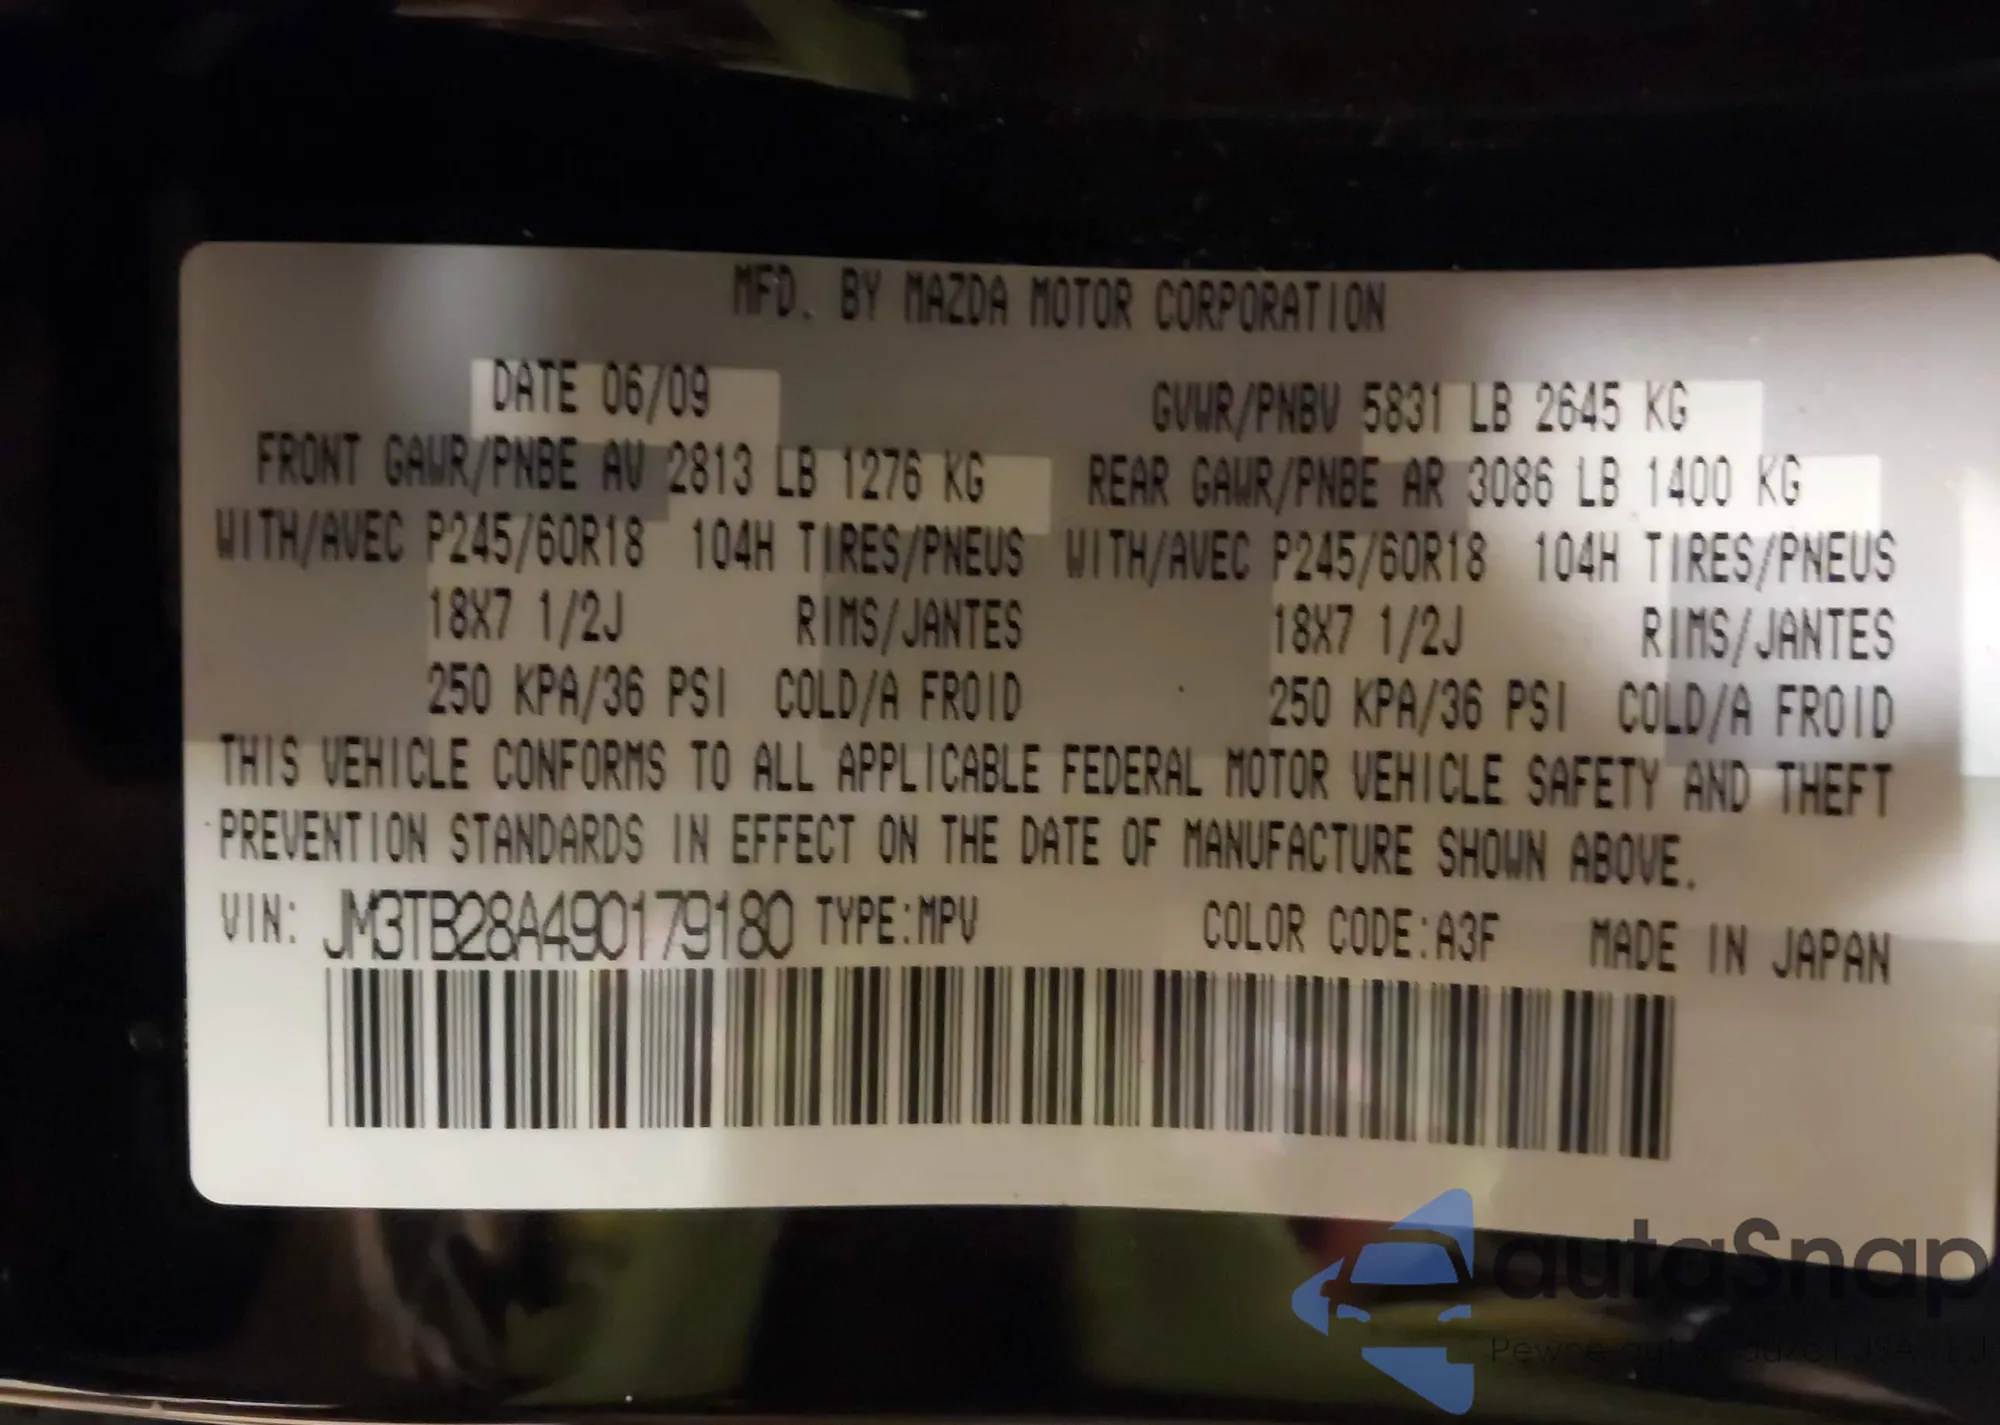 MFD. BY MAZDA MOTOR CORPORATION
DATE 06/09 GVWR/PNBV 5831 LB 2645 KG
FRONT GAWR/PNBE AV 2813 LB 1276 KG REAR GAWR/PNBE AR 3086 LB 1400 KG
WITH/AVEC P245/60R18 104H TIRES/PNEUS WITH/AVEC P245/60R18 104H TIRES/PNEUS
18X7 1/2J RIMS/JANTES 18X7 1/2J RIMS/JANTES
250 KPA/36 PSI COLD/A FROID 250 KPA/36 PSI COLD/A FROID
THIS VEHICLE CONFORMS TO ALL APPLICABLE FEDERAL MOTOR VEHICLE SAFETY AND THEFT
PREVENTION STANDARDS IN EFFECT ON THE DATE OF MANUFACTURE SHOWN ABOVE.
VIN: JM3TB28A490179180 TYPE:MPV COLOR CODE:A3F MADE IN JAPAN
autaSnap
Pewne